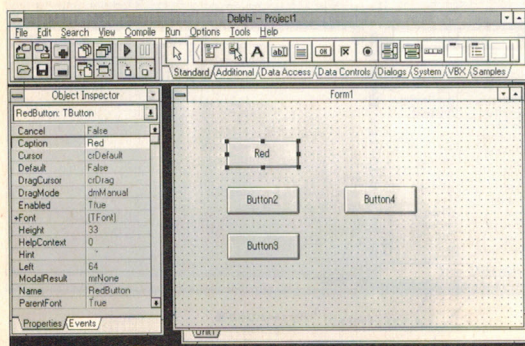 Delphi - Project1
File Edit Search View Compile Run Options Tools Help
A abI OK
Standard Additional Data Access Data Controls Dialogs System VBX Samples
Object Inspector
RedButton: TButton
Cancel False
Caption Red
Cursor crDefault
Default False
DragCursor crDrag
DragMode dmManual
Enabled True
+Font (TFont)
Height 33
HelpContext 0
Hint
Left 64
ModalResult mrNone
Name RedButton
ParentFont True
Properties Events
Form1
Red
Button2 Button4
Button3
Unit1